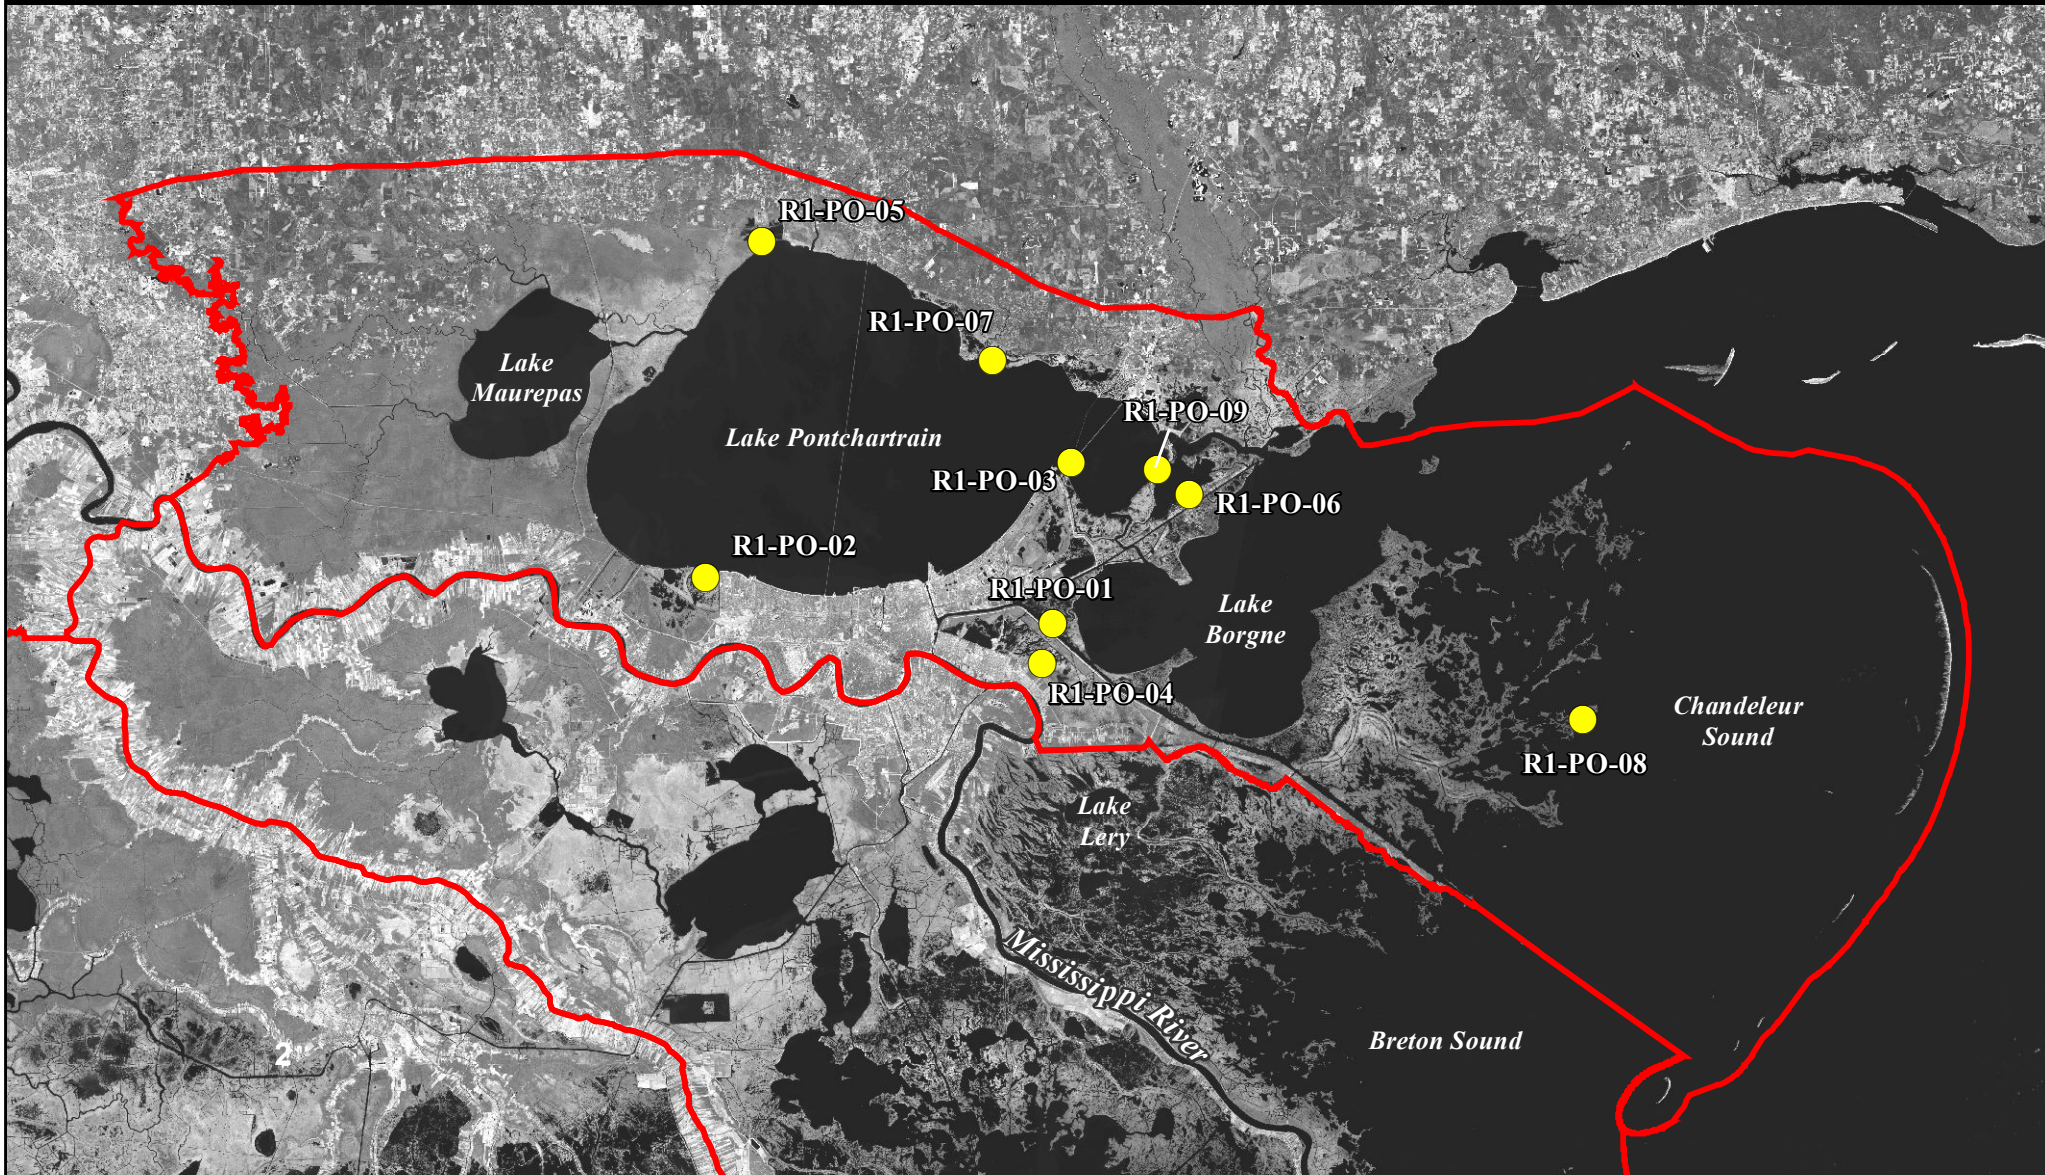 R1-PO-05
R1-PO-07
Lake
Maurepas
R1-PO-09
Lake Pontchartrain
R1-PO-03
R1-PO-06
R1-PO-02
R1-PO-01
Lake
Borgne
R1-PO-04
Chandeleur
Sound
R1-PO-08
Lake
Lery
Mississippi River
Breton Sound
2